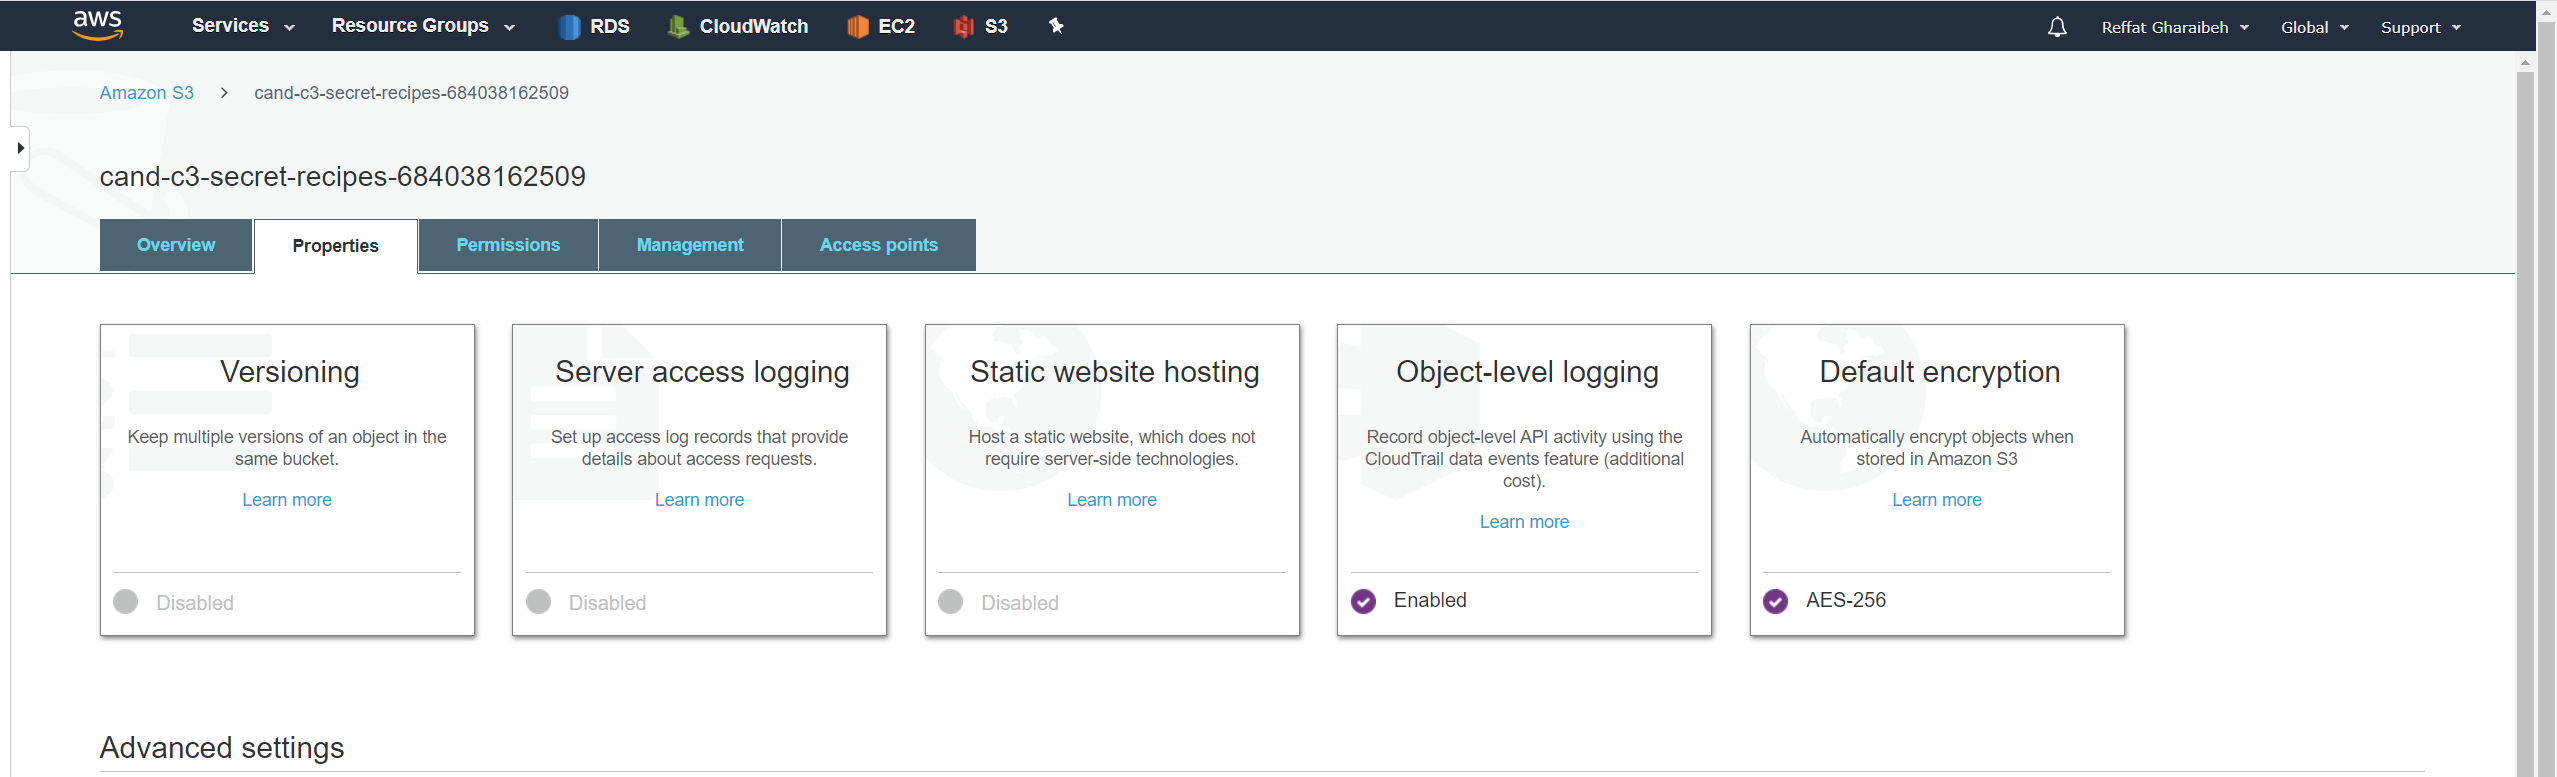 aws Services Resource Groups RDS CloudWatch EC2 S3 Reffat Gharaibeh Global Support
Amazon S3 > cand-c3-secret-recipes-684038162509
cand-c3-secret-recipes-684038162509
Overview Properties Permissions Management Access points
Versioning
Keep multiple versions of an object in the
same bucket.
Learn more
Disabled
Server access logging
Set up access log records that provide
details about access requests.
Learn more
Disabled
Static website hosting
Host a static website, which does not
require server-side technologies.
Learn more
Disabled
Object-level logging
Record object-level API activity using the
CloudTrail data events feature (additional
cost).
Learn more
Enabled
Default encryption
Automatically encrypt objects when
stored in Amazon S3
Learn more
AES-256
Advanced settings